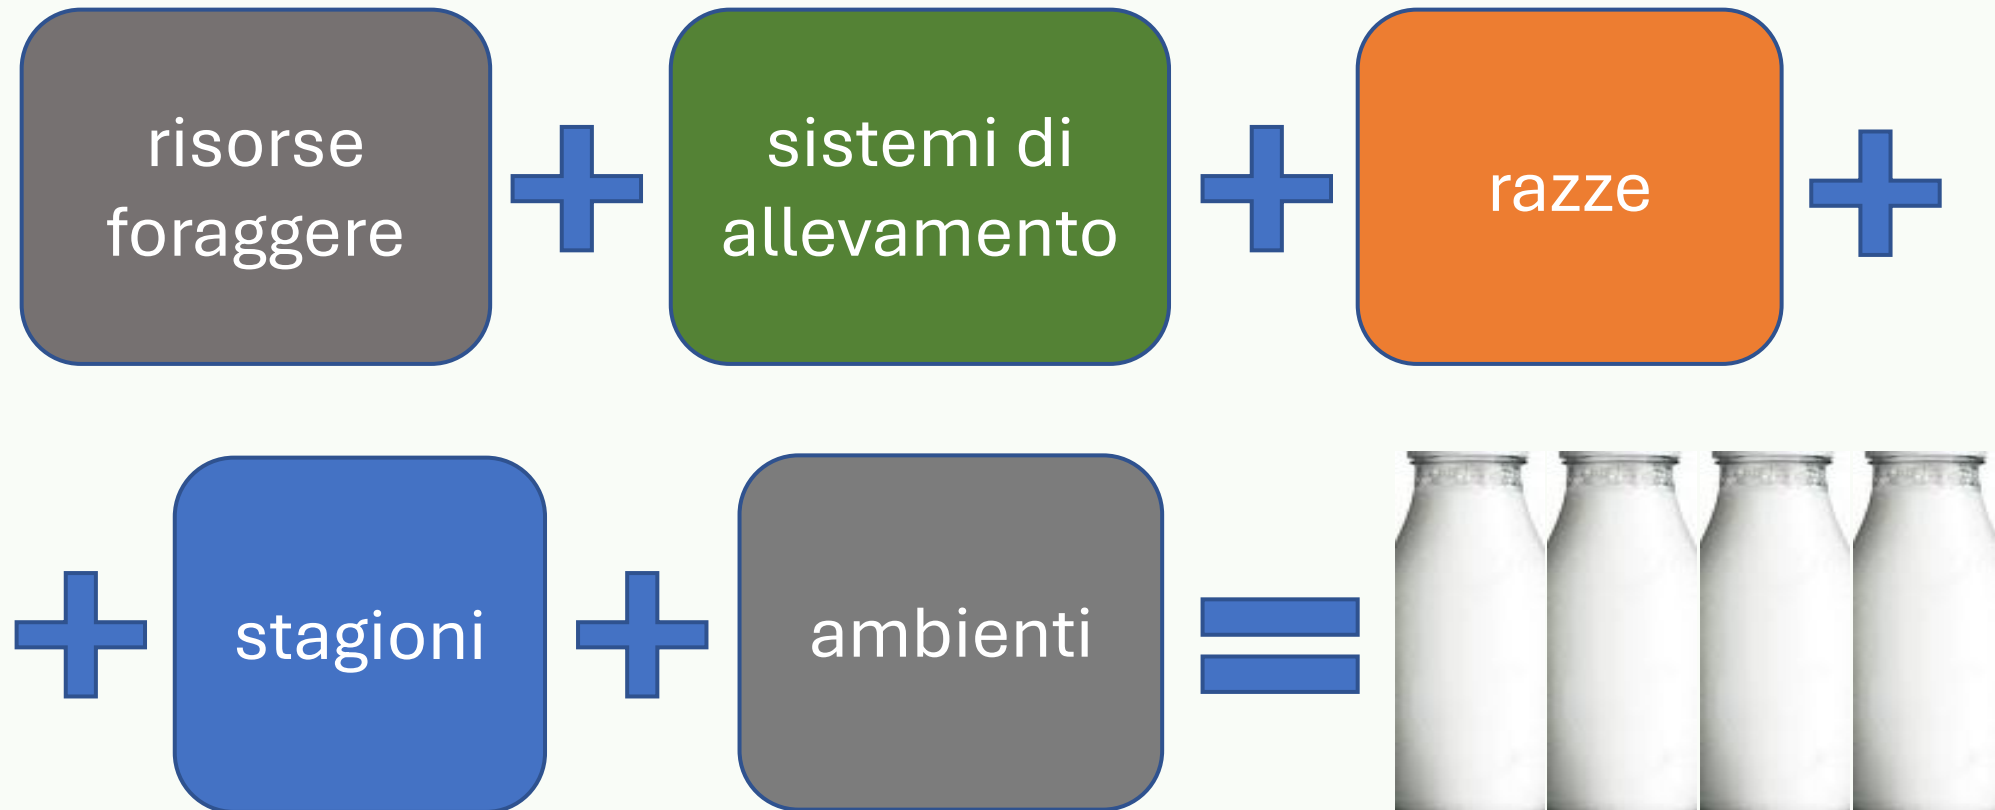 risorse
foraggere
sistemi di
allevamento
razze
stagioni
ambienti